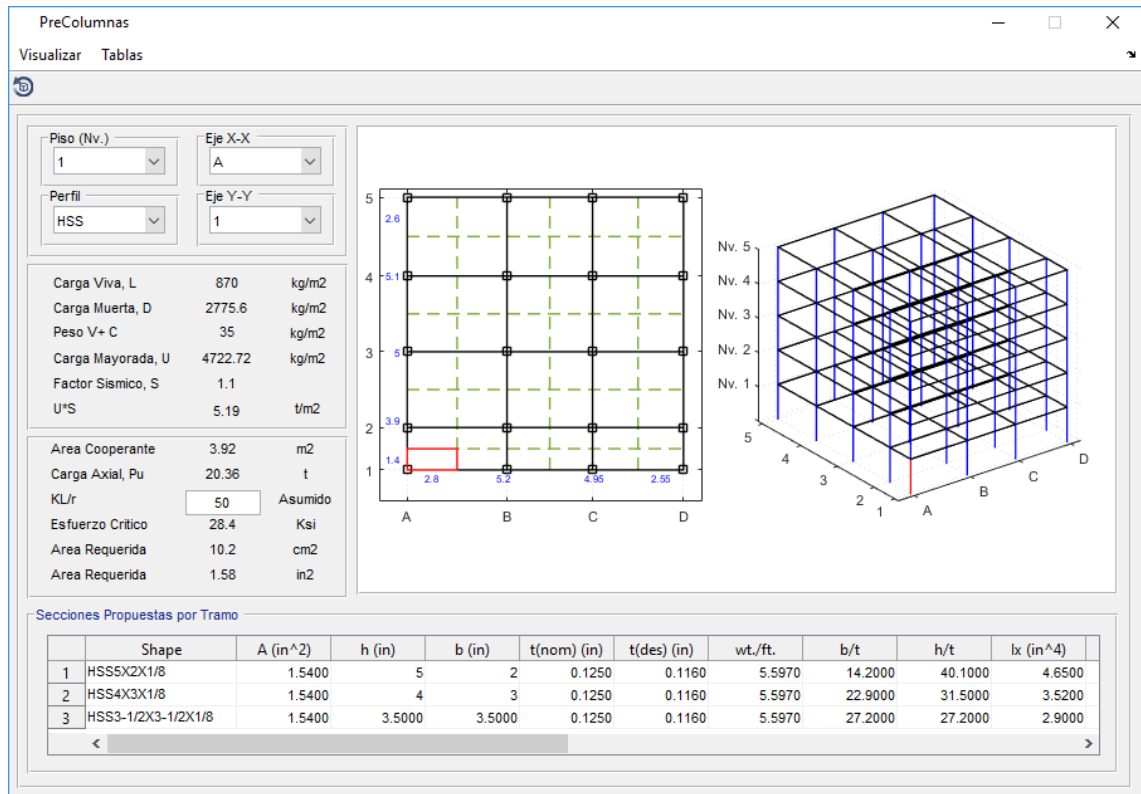 PreColumnas
Visualizar Tablas
Piso (Nv.) Eje X-X
1 A
Perfil Eje Y-Y
HSS 1
Carga Viva, L 870 kg/m2
Carga Muerta, D 2775.6 kg/m2
Peso V+ C 35 kg/m2
Carga Mayorada, U 4722.72 kg/m2
Factor Sismico, S 1.1
U*S 5.19 t/m2
Area Cooperante 3.92 m2
Carga Axial, Pu 20.36 t
KL/r 50 Asumido
Esfuerzo Critico 28.4 Ksi
Area Requerida 10.2 cm2
Area Requerida 1.58 in2
5
2.6
4 5.1
3 5
2 3.9
1.4
1
2.8 5.2 4.95 2.55
A B C D
Nv. 5
Nv. 4
Nv. 3
Nv. 2
Nv. 1
5
4
3
2
1
A
B
C
D
Secciones Propuestas por Tramo
Shape A (in^2) h (in) b (in) t(nom) (in) t(des) (in) wt./ft. b/t h/t Ix (in^4)
1 HSS5X2X1/8 1.5400 5 2 0.1250 0.1160 5.5970 14.2000 40.1000 4.6500
2 HSS4X3X1/8 1.5400 4 3 0.1250 0.1160 5.5970 22.9000 31.5000 3.5200
3 HSS3-1/2X3-1/2X1/8 1.5400 3.5000 3.5000 0.1250 0.1160 5.5970 27.2000 27.2000 2.9000